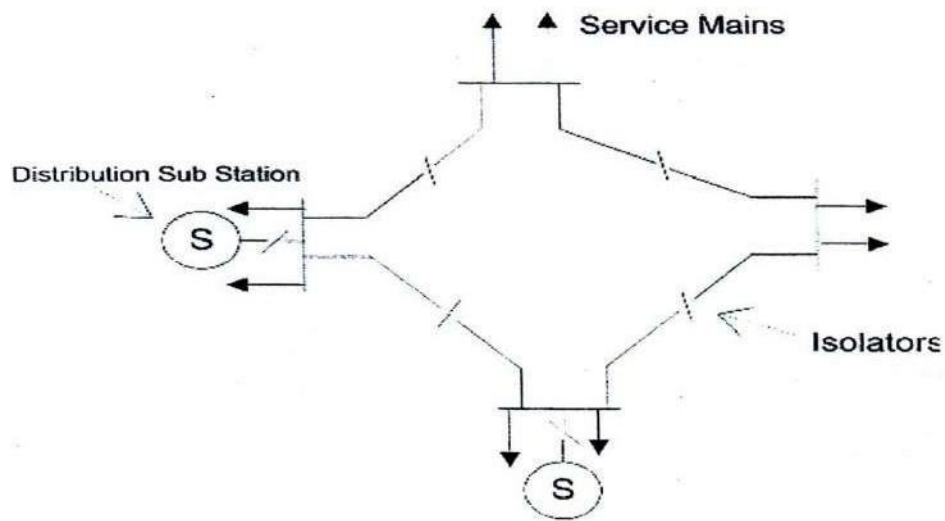 Service Mains
Distribution Sub Station
S
Isolators
S